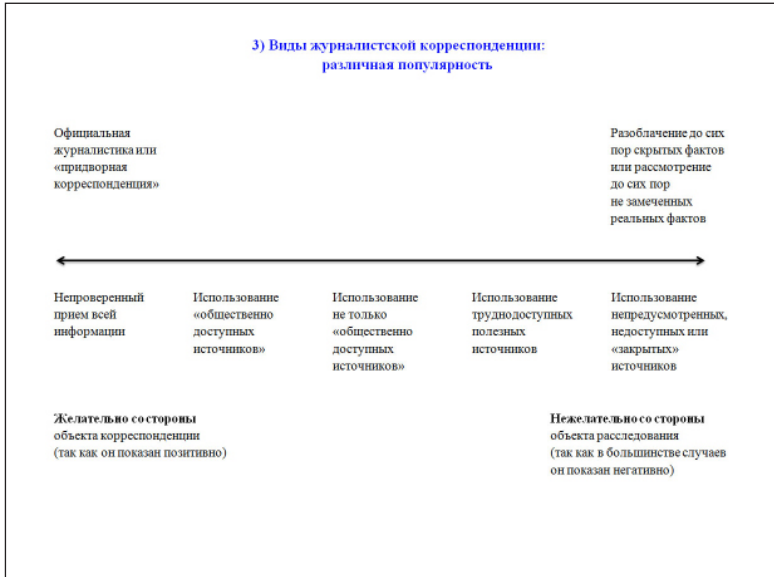 3) Виды журналистской корреспонденции:
различная популярность
Официальная
журналистика или
«придворная
корреспонденция»
Разоблачение до сих
пор скрытых фактов
или рассмотрение
до сих пор
не замеченных
реальных фактов
Непроверенный
прием всей
информации
Использование
«общественно
доступных
источников»
Использование
не только
«общественно
доступных
источников»
Использование
труднодоступных
полезных
источников
Использование
непредусмотренных,
недоступных или
«закрытых»
источников
Желательно со стороны
объекта корреспонденции
(так как он показан позитивно)
Нежелательно со стороны
объекта расследования
(так как в большинстве случаев
он показан негативно)